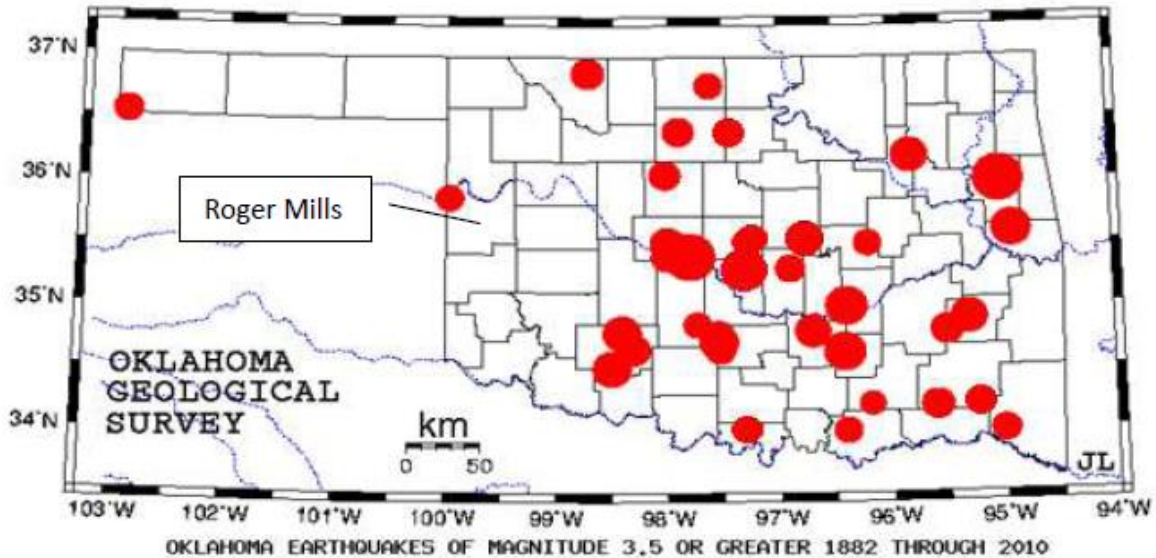 37°N
36°N
35°N
34°N
Roger Mills
OKLAHOMA
GEOLOGICAL
SURVEY
km
0 50
JL
103°W 102°W 101°W 100°W 99°W 98°W 97°W 96°W 95°W 94°W
OKLAHOMA EARTHQUAKES OF MAGNITUDE 3.5 OR GREATER 1882 THROUGH 2010